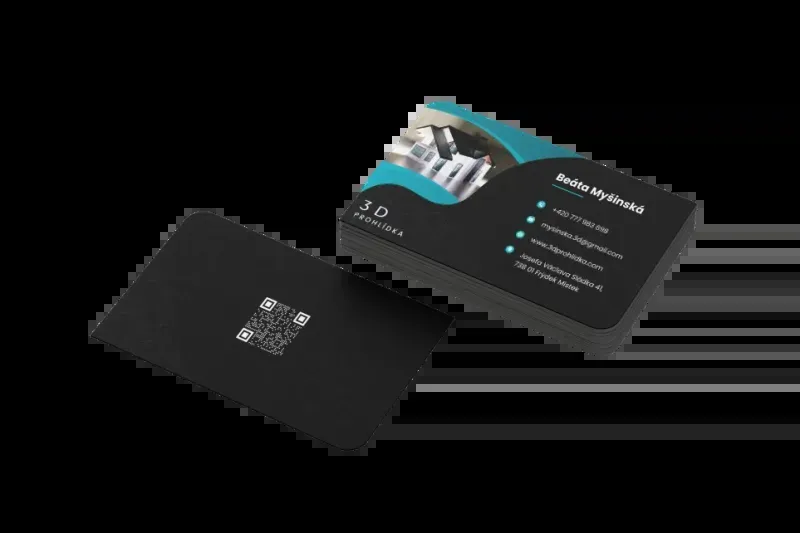 3 D
PROHLÍDKA
Beáta Myšinská
+420 777 983 698
mysinska.3d@gmail.com
www.3dprohlidka.com
Josefa Václava Sládka 41,
738 01 Frýdek Místek